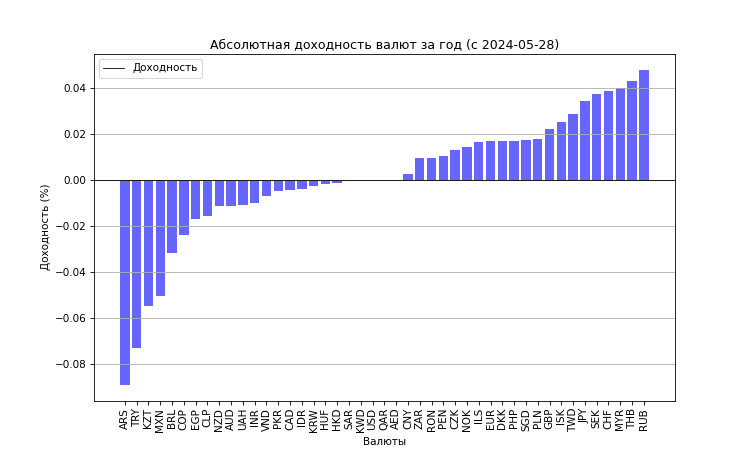 Абсолютная доходность валют за год (с 2024-05-28)
Доходность
0.04
0.02
0.00
−0.02
−0.04
−0.06
−0.08
Доходность (%)
ARS TRY KZT MXN BRL COP EGP CLP NZD AUD UAH INR VND PKR CAD IDR KRW HUF HKD SAR KWD USD QAR AED CNY ZAR RON PEN CZK NOK ILS EUR DKK PHP SGD PLN GBP ISK TWD JPY SEK CHF MYR THB RUB
Валюты